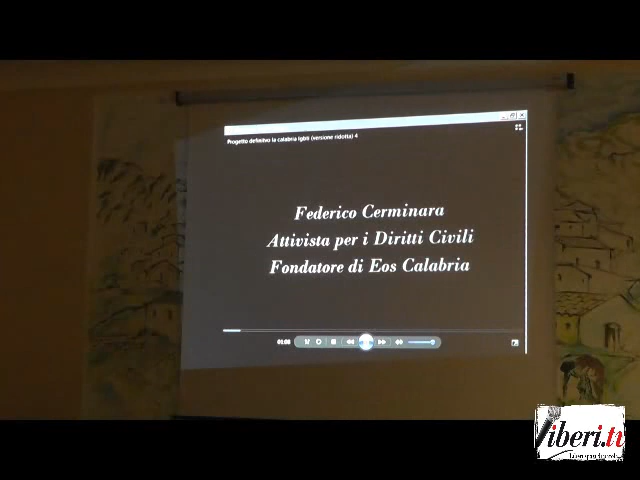 Progetto definitivo la calabria lgbti (versione ridotta) 4
Federico Cerminara
Attivista per i Diritti Civili
Fondatore di Eos Calabria
01:08
liberi.tv